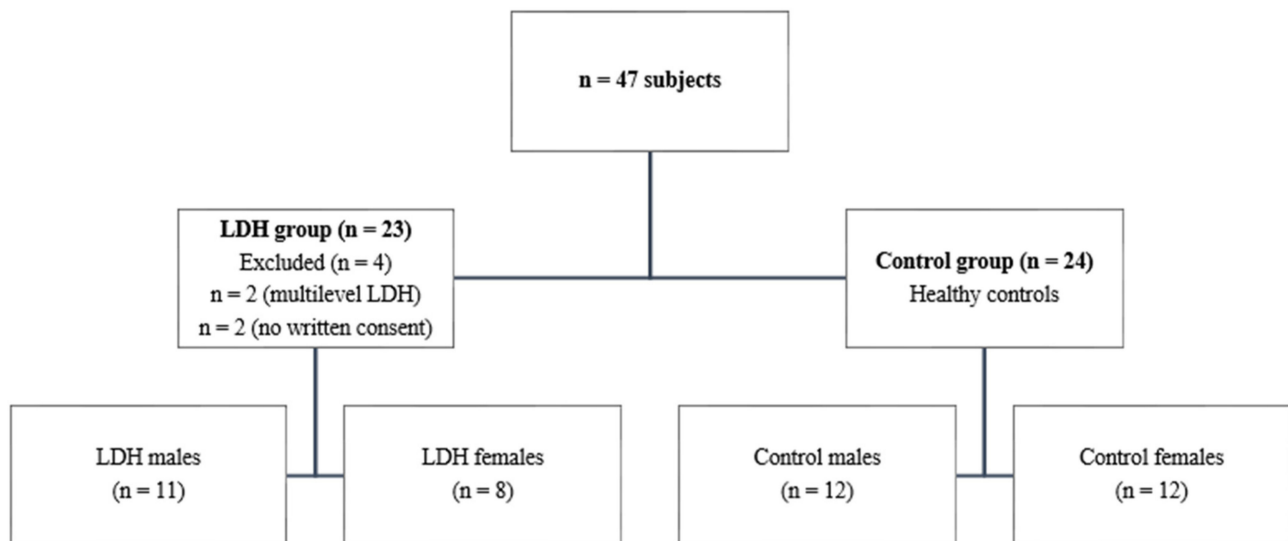 n = 47 subjects
LDH group (n = 23)
Excluded (n = 4)
n = 2 (multilevel LDH)
n = 2 (no written consent)
Control group (n = 24)
Healthy controls
LDH males
(n = 11)
LDH females
(n = 8)
Control males
(n = 12)
Control females
(n = 12)